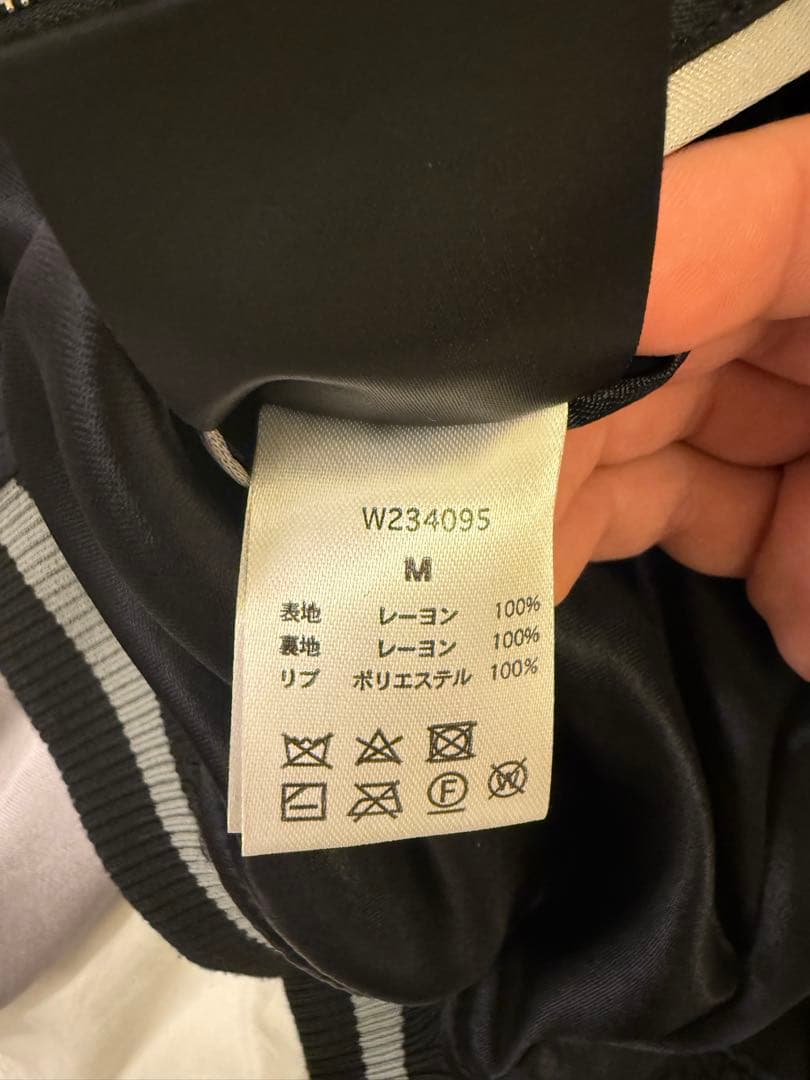 W234095
M
表地 レーヨン 100%
裏地 レーヨン 100%
リブ ポリエステル 100%
F W